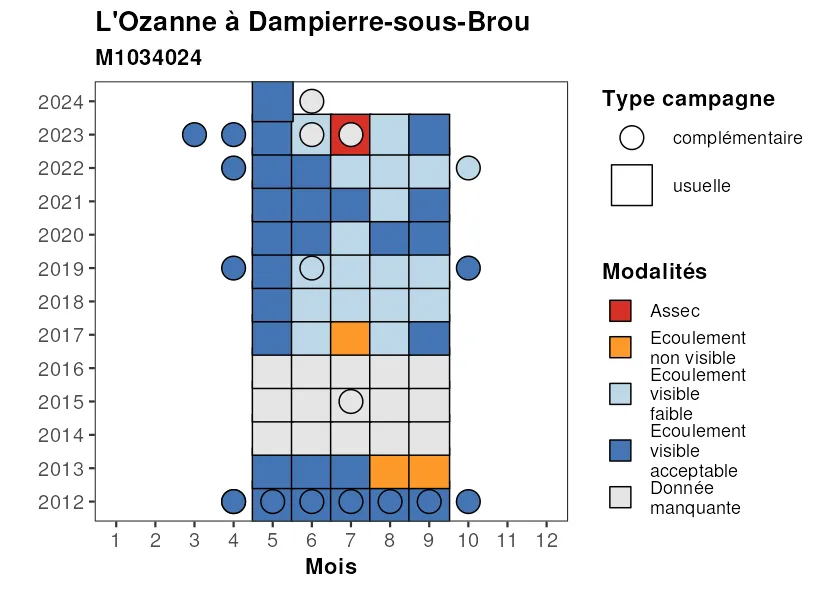 L'Ozanne à Dampierre-sous-Brou
M1034024
2024
2023
2022
2021
2020
2019
2018
2017
2016
2015
2014
2013
2012
1 2 3 4 5 6 7 8 9 10 11 12
Mois
Type campagne
complémentaire
usuelle
Modalités
Assec
Ecoulement
non visible
Ecoulement
visible
faible
Ecoulement
visible
acceptable
Donnée
manquante